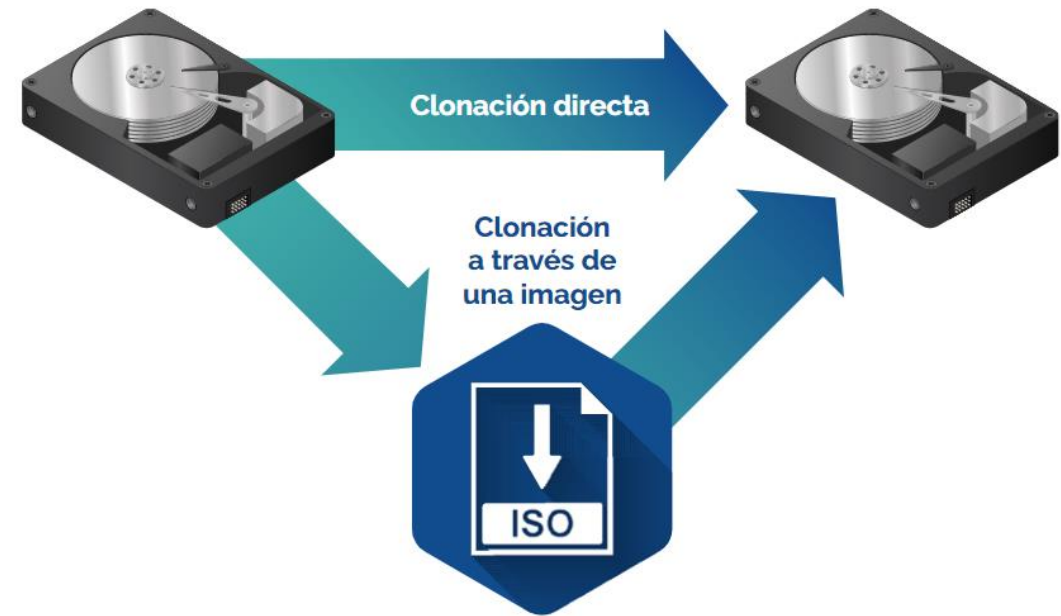 Clonación directa
Clonación
a través de
una imagen
ISO